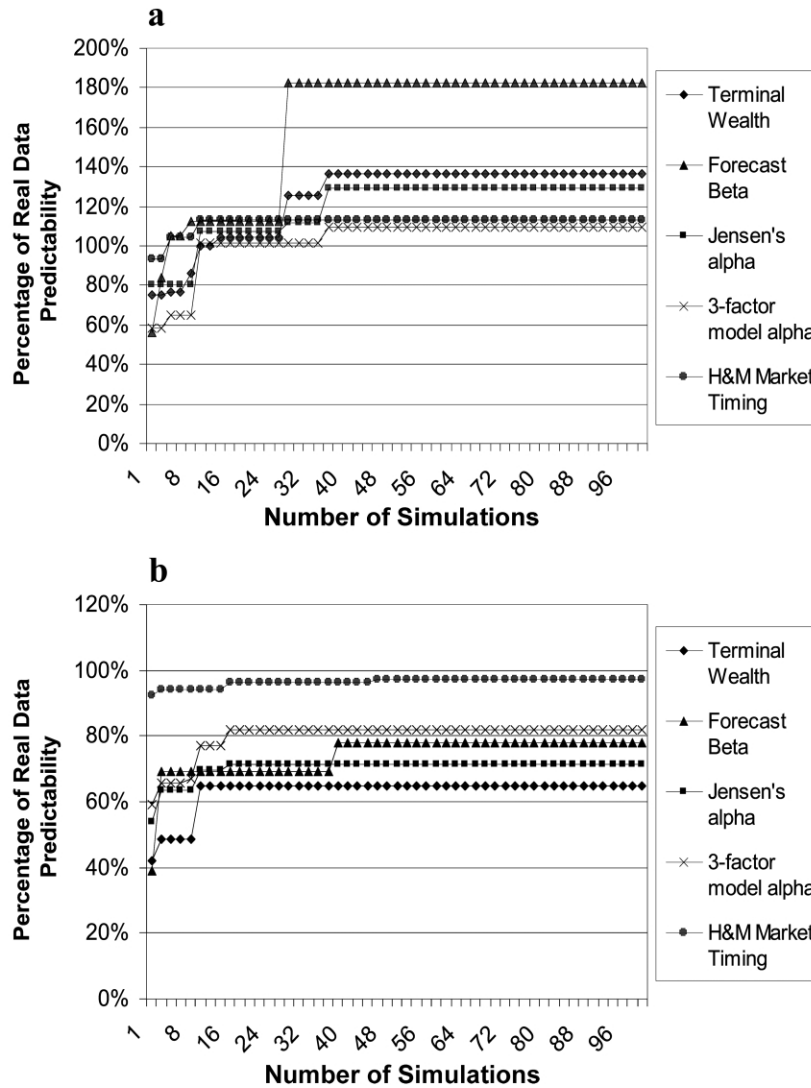 a
200%
180%
160%
140%
120%
100%
80%
60%
40%
20%
0%
Percentage of Real Data
Predictability
1
8
16
24
32
40
48
56
64
72
80
88
96
Number of Simulations
Terminal
Wealth
Forecast
Beta
Jensen's
alpha
3-factor
model alpha
H&M Market
Timing
b
120%
100%
80%
60%
40%
20%
0%
Percentage of Real Data
Predictability
1
8
16
24
32
40
48
56
64
72
80
88
96
Number of Simulations
Terminal
Wealth
Forecast
Beta
Jensen's
alpha
3-factor
model alpha
H&M Market
Timing